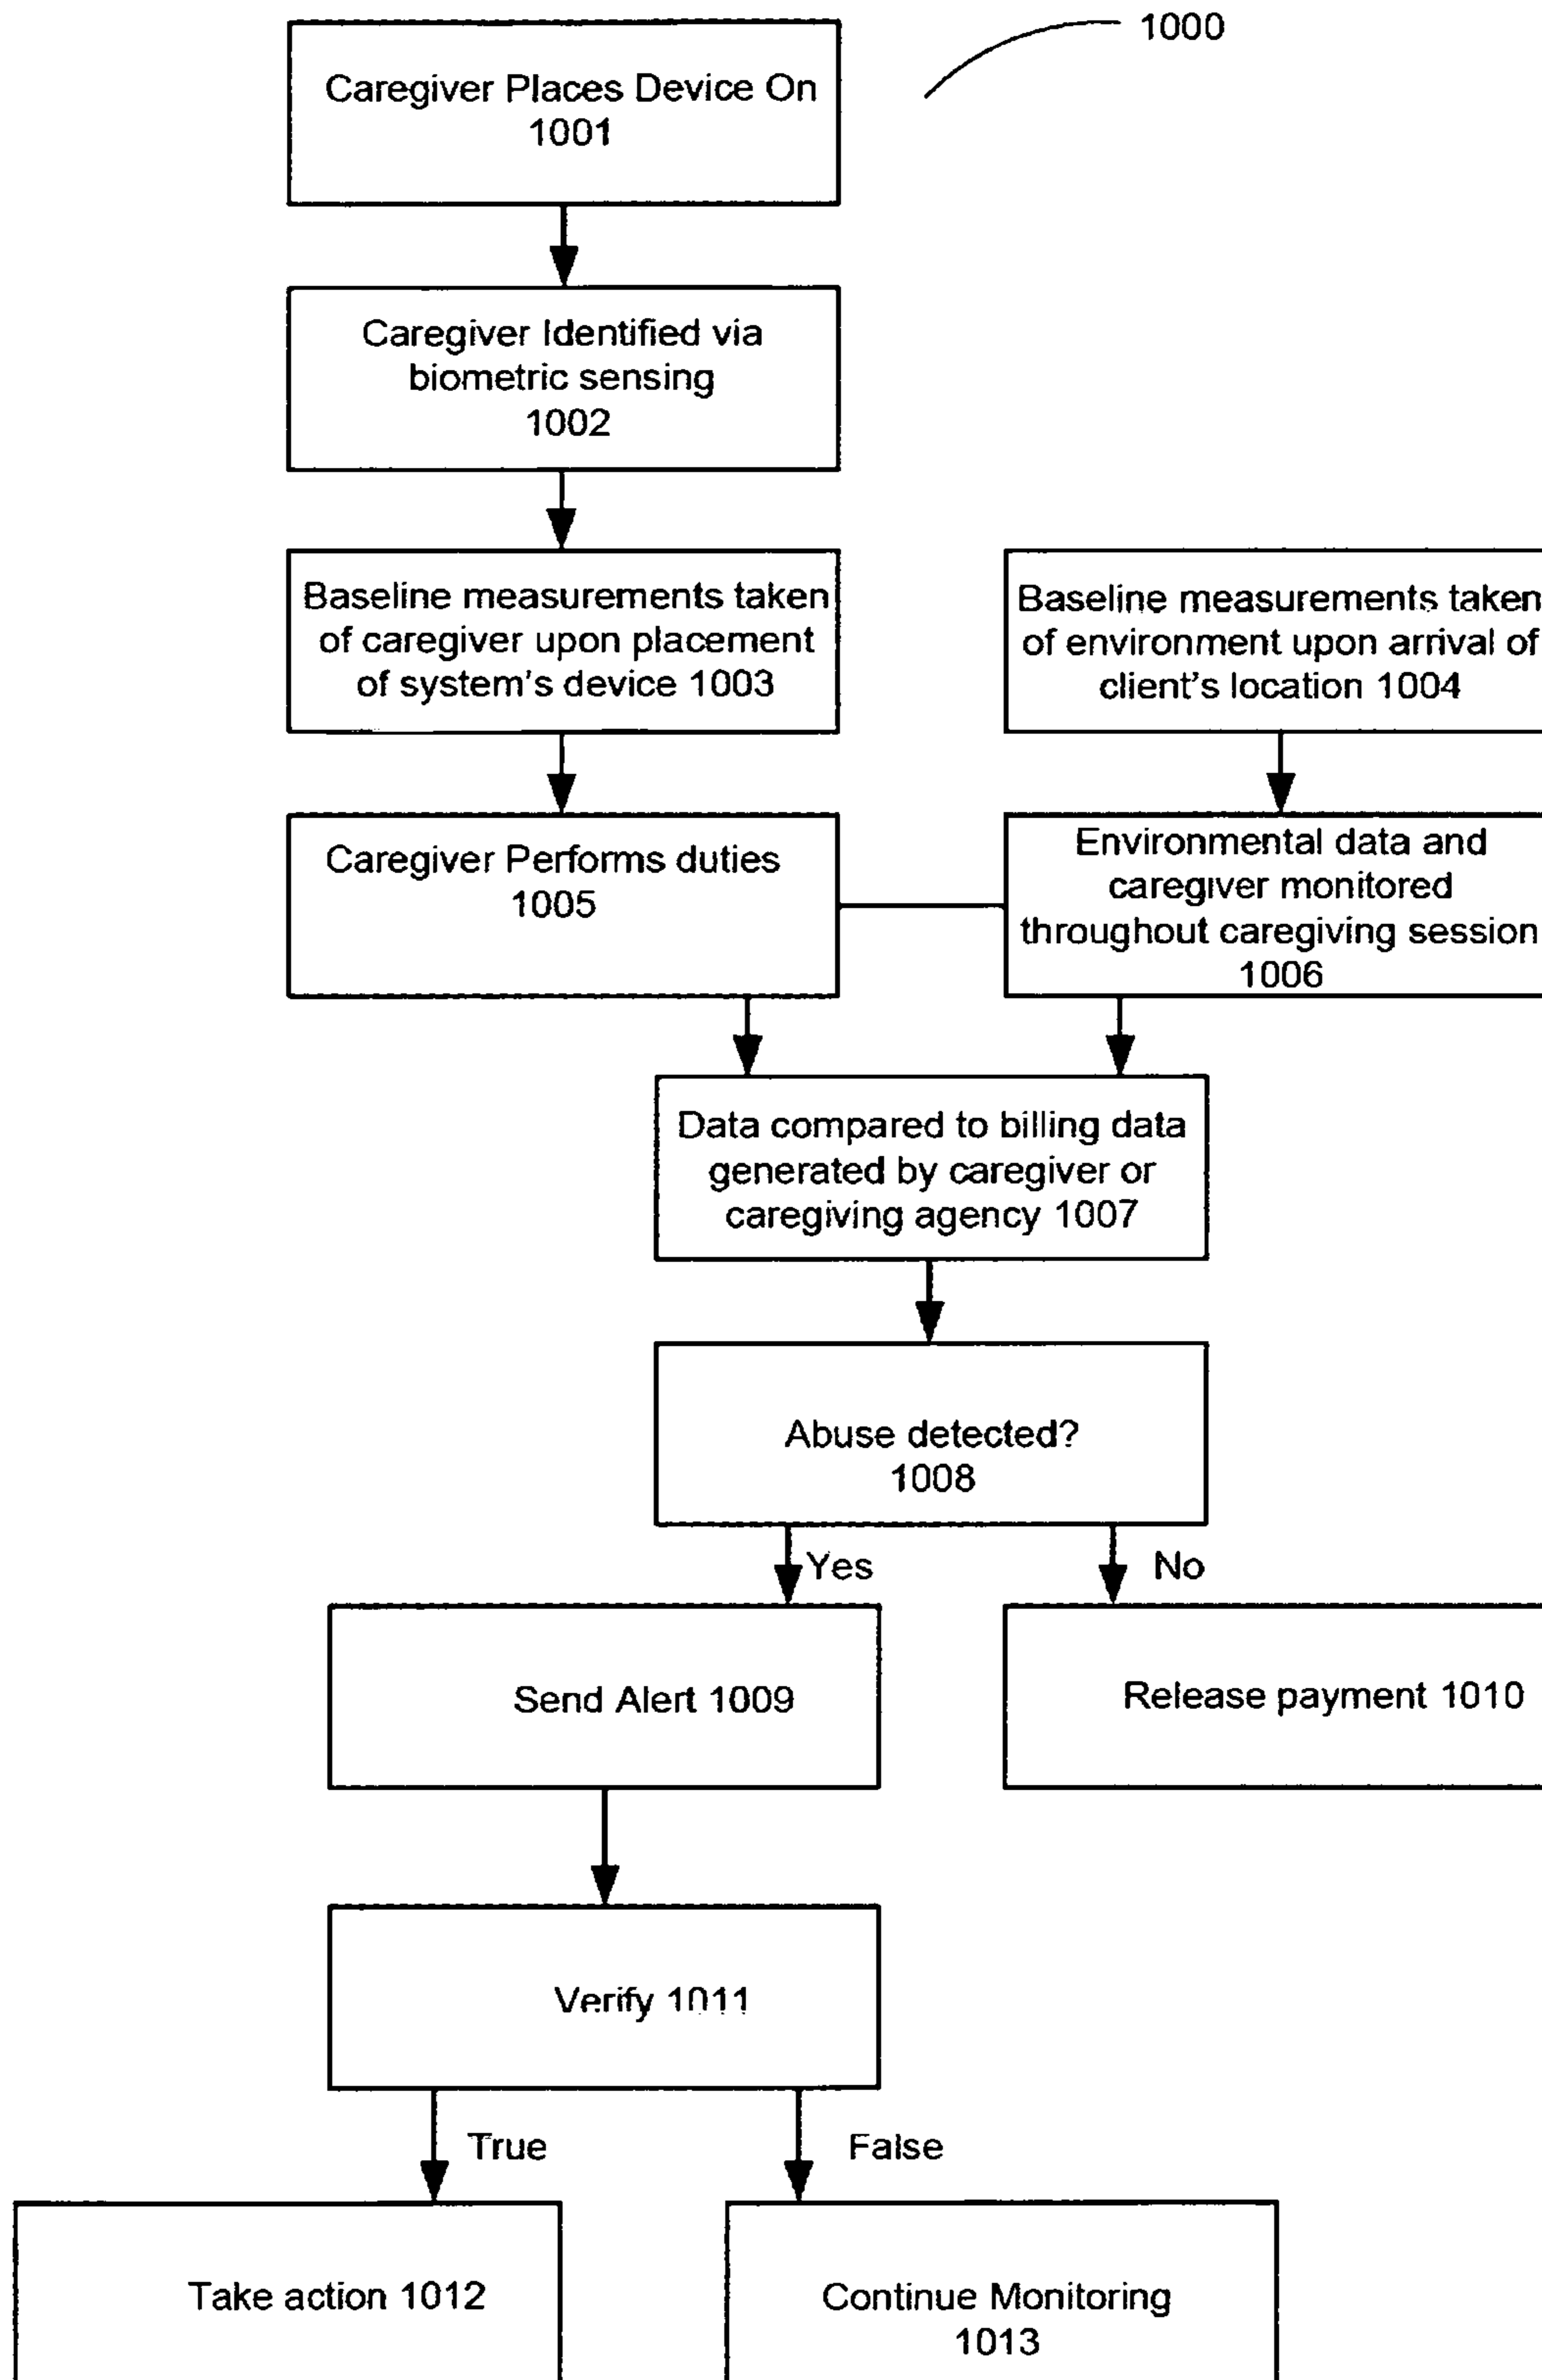 1000
Caregiver Places Device On
1001
Caregiver Identified via
biometric sensing
1002
Baseline measurements taken
of caregiver upon placement
of system's device 1003
Baseline measurements taken
of environment upon arrival of
client's location 1004
Caregiver Performs duties
1005
Environmental data and
caregiver monitored
throughout caregiving session
1006
Data compared to billing data
generated by caregiver or
caregiving agency 1007
Abuse detected?
1008
Yes
No
Send Alert 1009
Release payment 1010
Verify 1011
True
False
Take action 1012
Continue Monitoring
1013